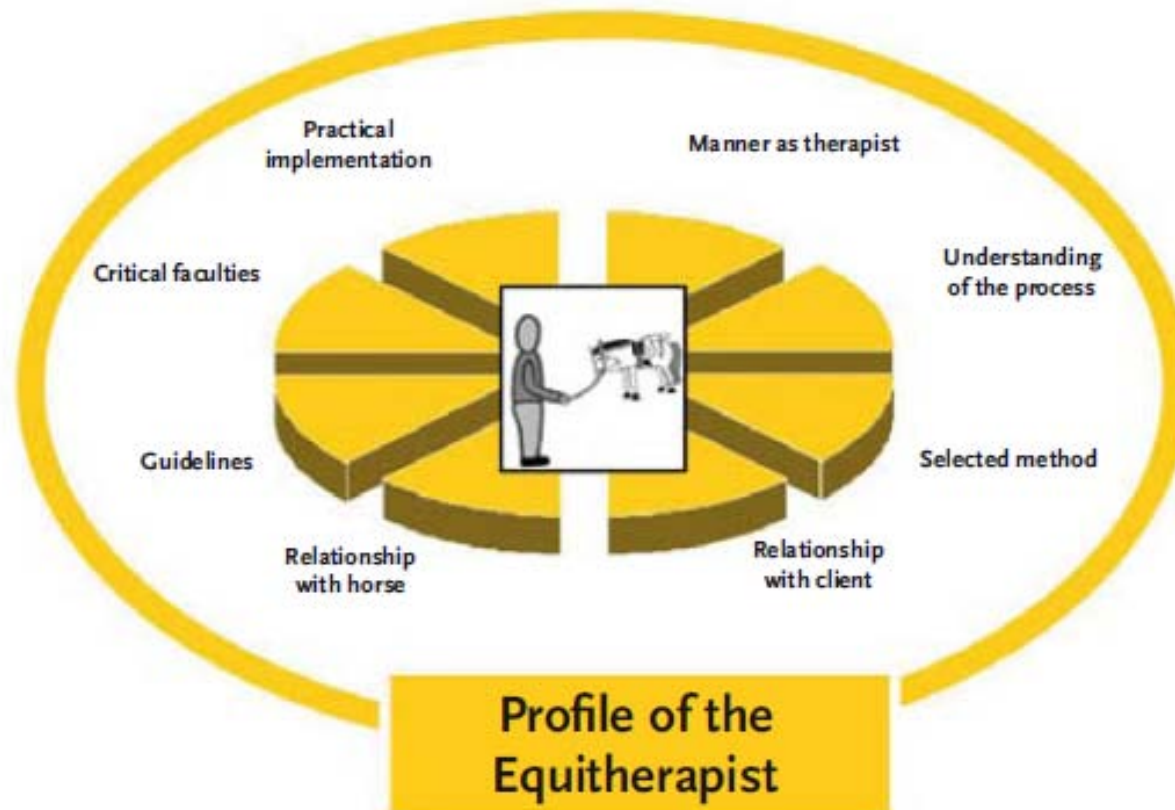 Practical
implementation
Manner as therapist
Critical faculties
Understanding
of the process
Guidelines
Selected method
Relationship
with horse
Relationship
with client
Profile of the
Equitherapist